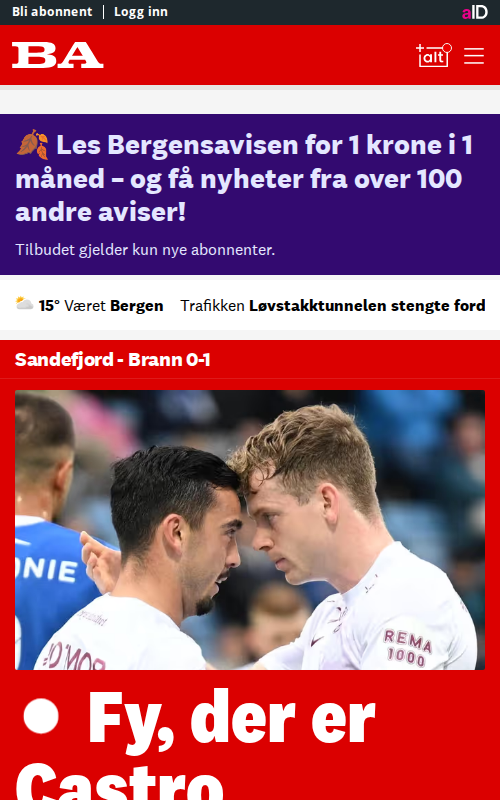 Bli abonnent | Logg inn aID
BA +alt
🍂 Les Bergensavisen for 1 krone i 1
måned – og få nyheter fra over 100
andre aviser!
Tilbudet gjelder kun nye abonnenter.
15° Været Bergen Trafikken Løvstakktunnelen stengte ford
Sandefjord - Brann 0-1
ONIE
REMA
1000
Fy, der er
Castro